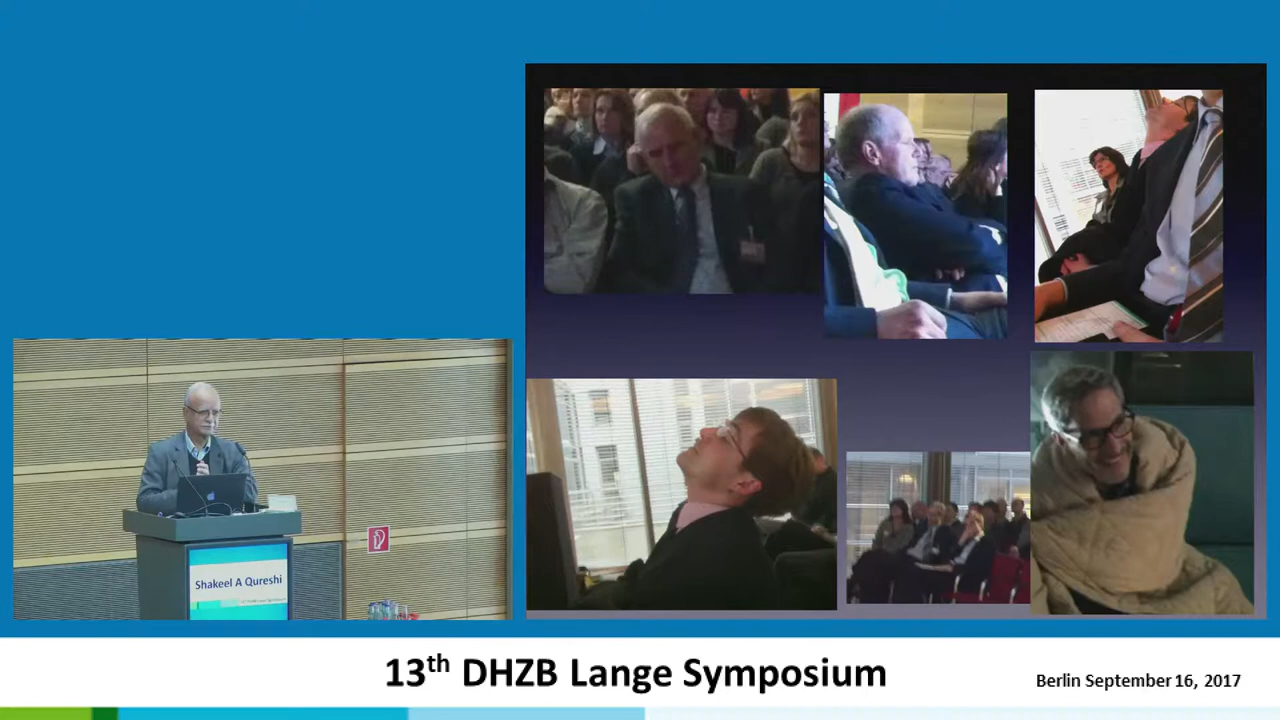 Shakeel A Qureshi
13th DHZB Lange Symposium
Berlin September 16, 2017